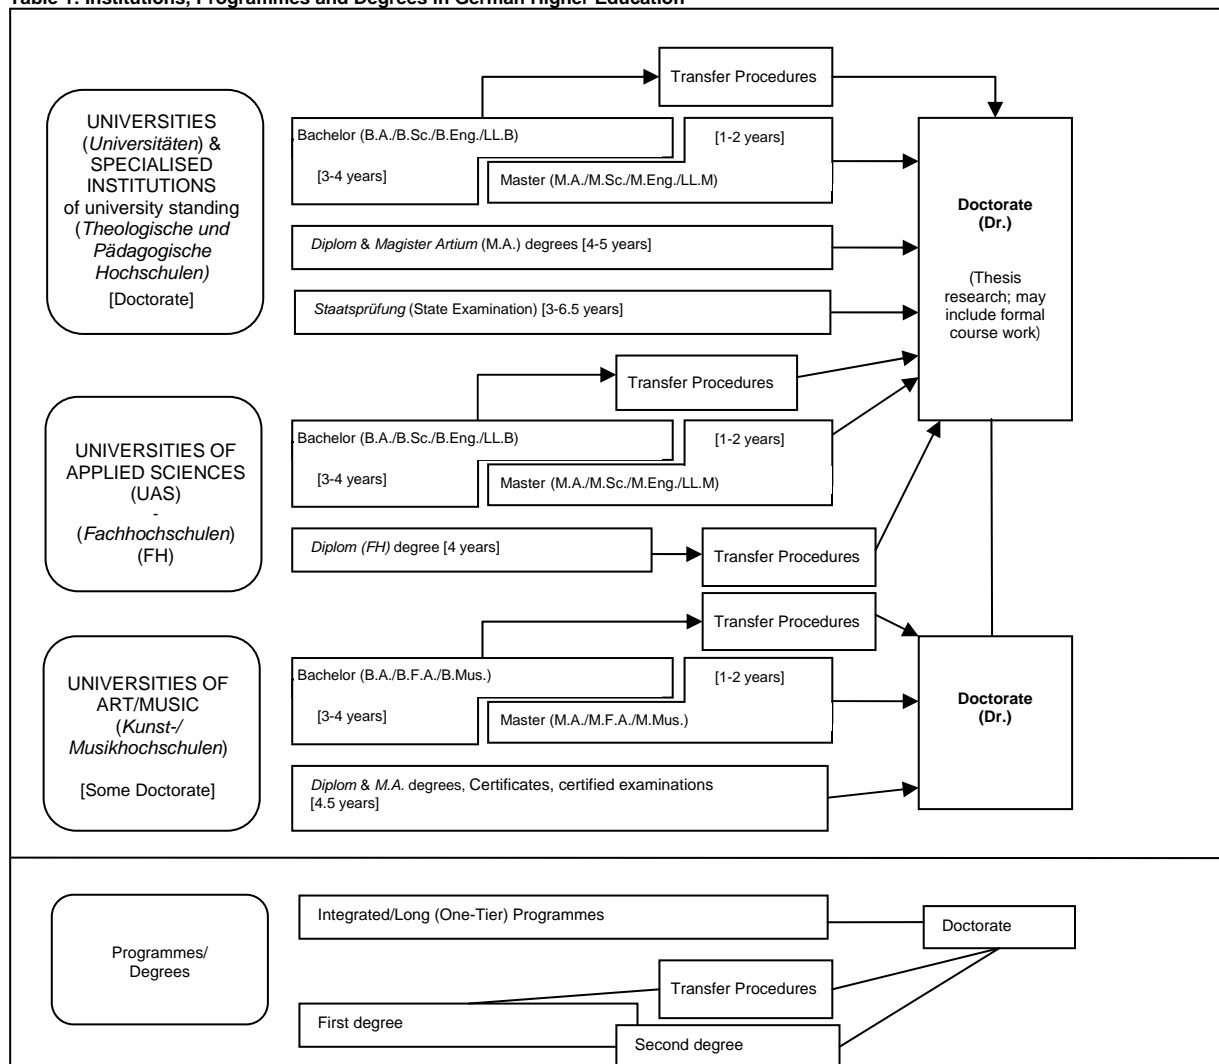 Table 1: Institutions, Programmes and Degrees in German Higher Education
Transfer Procedures
UNIVERSITIES
(Universitäten) &
SPECIALISED
INSTITUTIONS
of university standing
(Theologische und
Pädagogische
Hochschulen)
[Doctorate]
Bachelor (B.A./B.Sc./B.Eng./LL.B)
[3-4 years]
[1-2 years]
Master (M.A./M.Sc./M.Eng./LL.M)
Diplom & Magister Artium (M.A.) degrees [4-5 years]
Staatsprüfung (State Examination) [3-6.5 years]
Doctorate
(Dr.)
(Thesis
research; may
include formal
course work)
Transfer Procedures
UNIVERSITIES OF
APPLIED SCIENCES
(UAS)
-
(Fachhochschulen)
(FH)
Bachelor (B.A./B.Sc./B.Eng./LL.B)
[3-4 years]
[1-2 years]
Master (M.A./M.Sc./M.Eng./LL.M)
Diplom (FH) degree [4 years]
Transfer Procedures
Transfer Procedures
UNIVERSITIES OF
ART/MUSIC
(Kunst-/
Musikhochschulen)
[Some Doctorate]
Bachelor (B.A./B.F.A./B.Mus.)
[3-4 years]
[1-2 years]
Master (M.A./M.F.A./M.Mus.)
Diplom & M.A. degrees, Certificates, certified examinations
[4.5 years]
Doctorate
(Dr.)
Programmes/
Degrees
Integrated/Long (One-Tier) Programmes
Doctorate
Transfer Procedures
First degree
Second degree